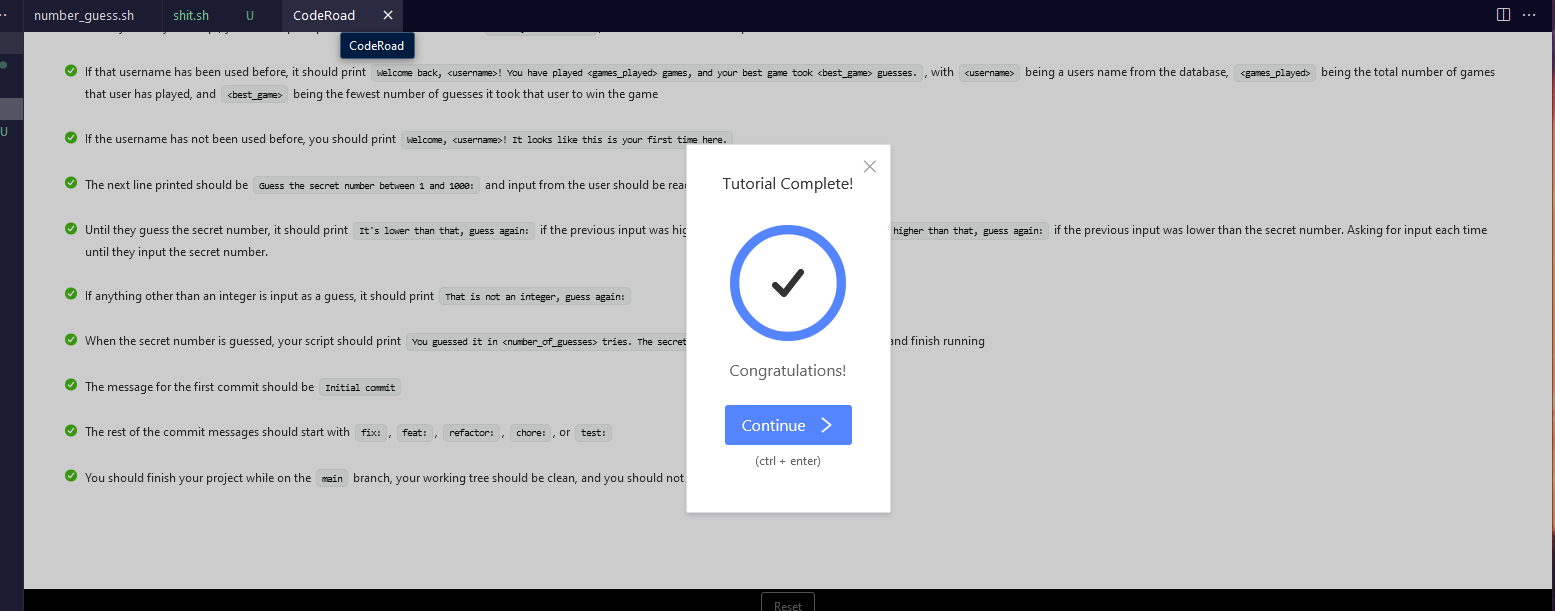 number_guess.sh shit.sh U CodeRoad
CodeRoad
If that username has been used before, it should print Welcome back, <username>! You have played <games_played> games, and your best game took <best_game> guesses. , with <username> being a users name from the database, <games_played> being the total number of games
that user has played, and <best_game> being the fewest number of guesses it took that user to win the game
U
If the username has not been used before, you should print Welcome, <username>! It looks like this is your first time here.
The next line printed should be Guess the secret number between 1 and 1000: and input from the user should be rea
Until they guess the secret number, it should print It's lower than that, guess again: if the previous input was hig higher than that, guess again: if the previous input was lower than the secret number. Asking for input each time
until they input the secret number.
If anything other than an integer is input as a guess, it should print That is not an integer, guess again:
When the secret number is guessed, your script should print You guessed it in <number_of_guesses> tries. The secret and finish running
The message for the first commit should be Initial commit
The rest of the commit messages should start with fix: , feat: , refactor: , chore: , or test:
You should finish your project while on the main branch, your working tree should be clean, and you should not
Tutorial Complete!
Congratulations!
Continue
(ctrl + enter)
Reset